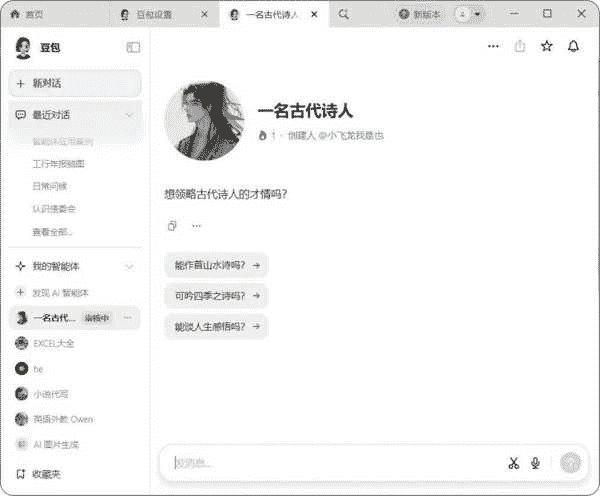 首页
豆包设置
一名古代诗人
新版本
豆包
新对话
最近对话
智能体应用案例
工行年报脑图
日常问候
认识债委会
查看全部...
我的智能体
发现 AI 智能体
一名古代... 审核中
EXCEL大全
he
小说代写
英语外教 Owen
AI 图片生成
收藏夹
一名古代诗人
1 · 创建人 @小飞龙我是也
想领略古代诗人的才情吗?
能作首山水诗吗? →
可吟四季之诗吗? →
能谈人生感悟吗? →
发消息...